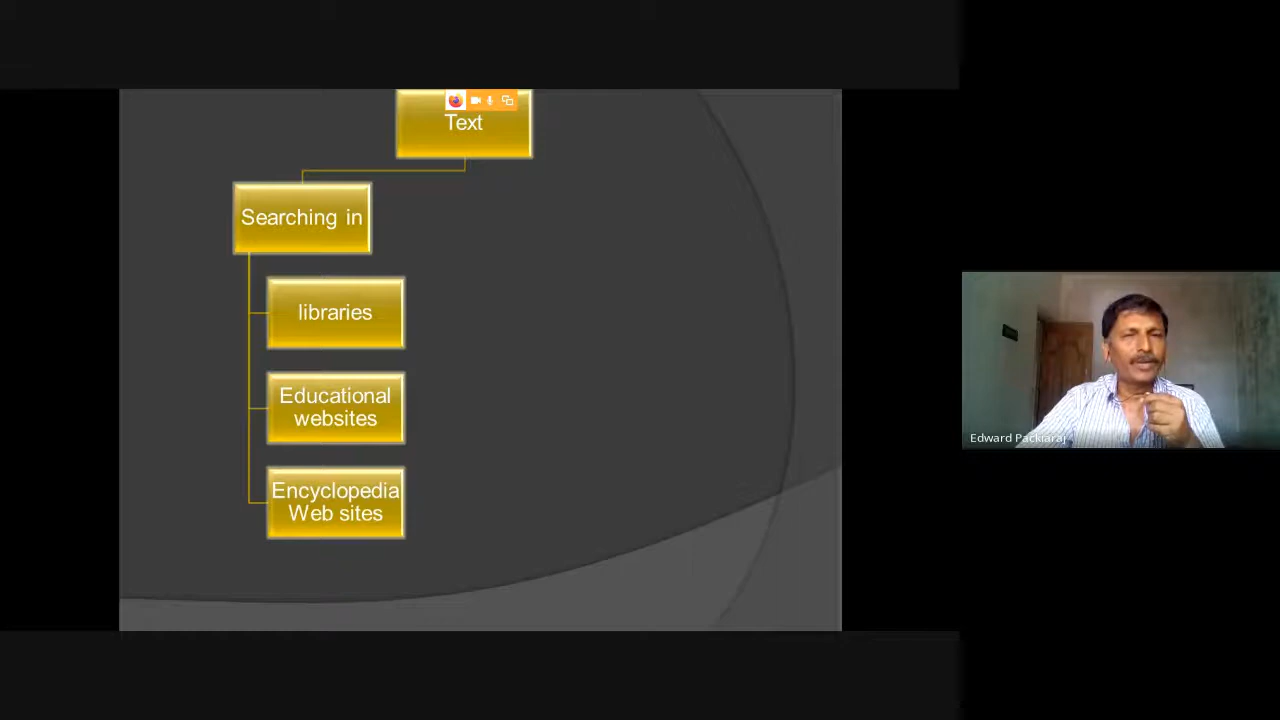 Text
Searching in
libraries
Educational
websites
Encyclopedia
Web sites
Edward Packiaraj